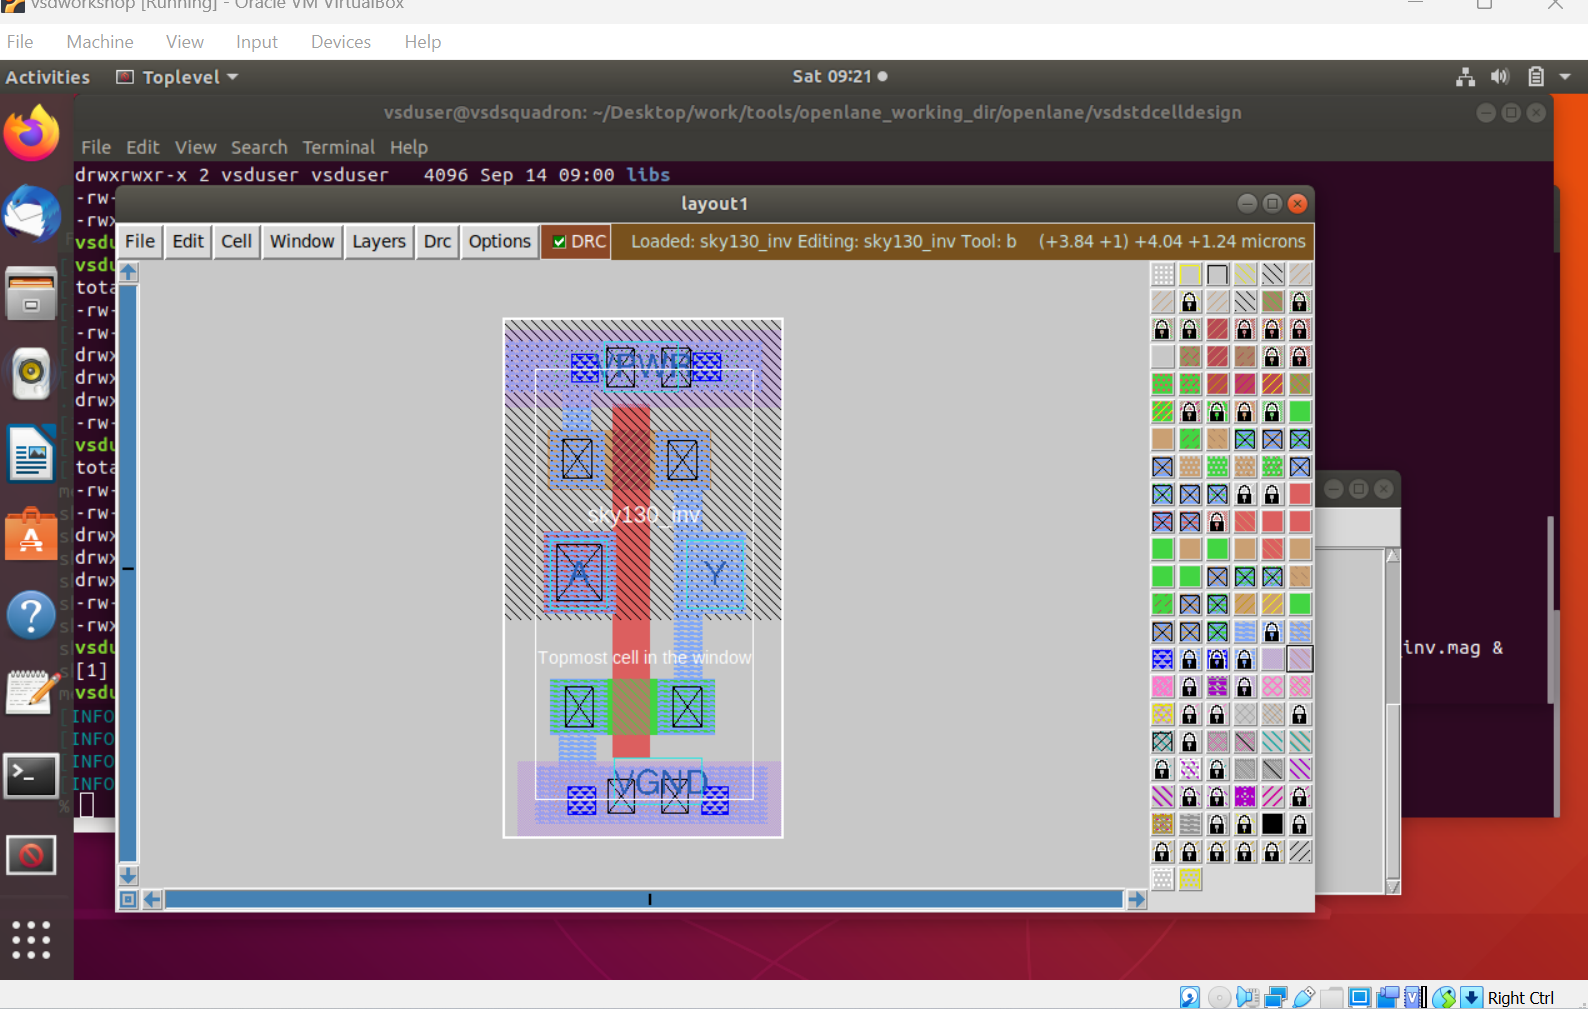 vsdworkshop [Running] - Oracle VM VirtualBox
File Machine View Input Devices Help
Activities Toplevel Sat 09:21
vsduser@vsdsquadron: ~/Desktop/work/tools/openlane_working_dir/openlane/vsdstdcelldesign
File Edit View Search Terminal Help
drwxrwxr-x 2 vsduser vsduser 4096 Sep 14 09:00 libs
-rw-
layout1
-rwx
File Edit Cell Window Layers Drc Options DRC Loaded: sky130_inv Editing: sky130_inv Tool: b (+3.84 +1) +4.04 +1.24 microns
vsdu
vsdu
tota
-rw-
-rw-
drwx
VPWR
drwx
drwx
-rw-
vsdu
tota
-rw-
-rw-
sky130_inv
drwx
drwx
A Y
drwx
-rw-
-rwx
vsdu
inv.mag &
Topmost cell in the window
[1]
vsdu
INFO
INFO
INFO
INFO
VGND
%
Right Ctrl